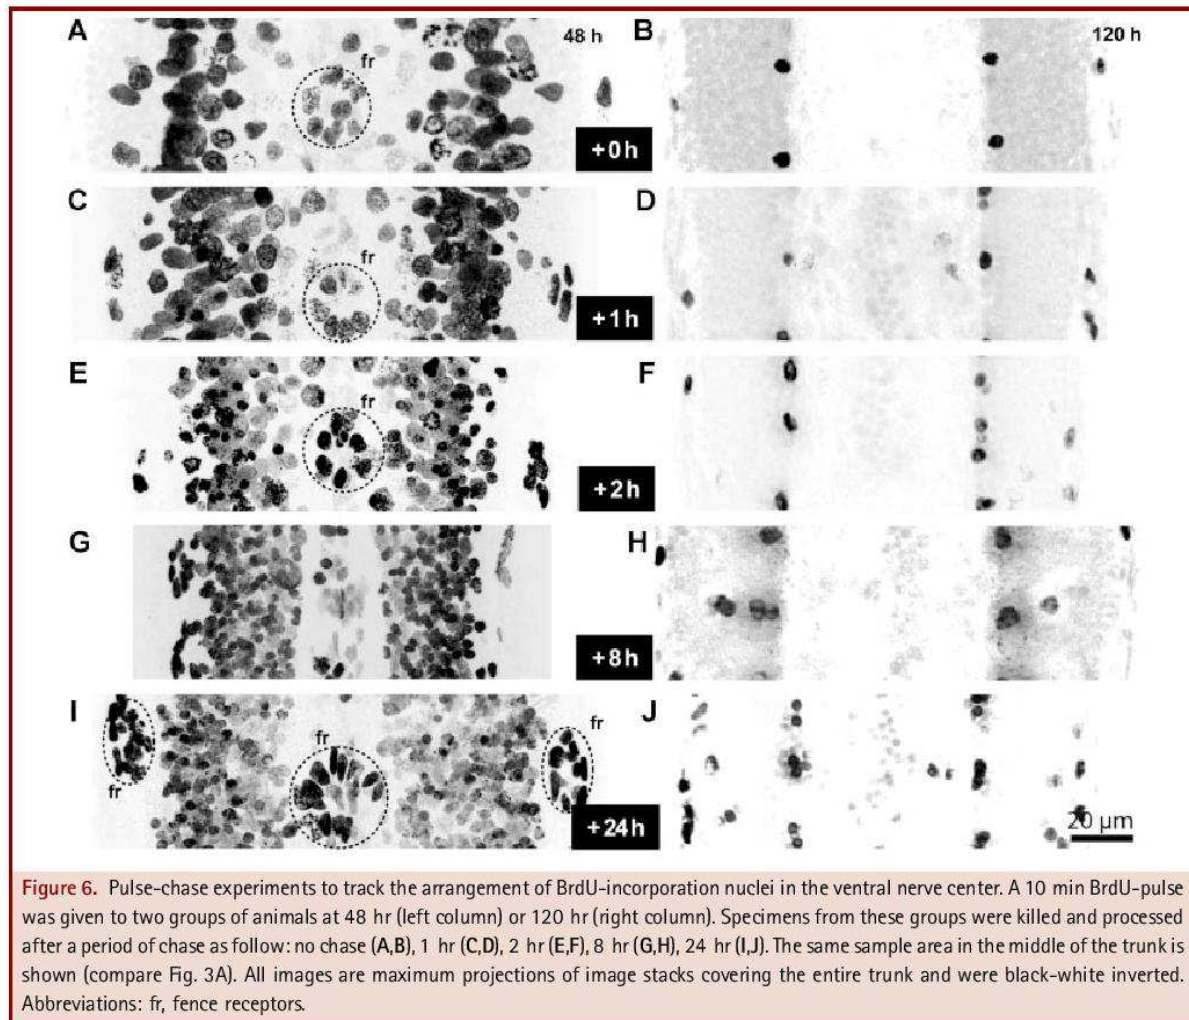 A
48 h
fr
+0h
B
120 h
C
fr
+1h
D
E
fr
+2h
F
G
+8h
H
I
fr
fr
fr
+24h
J
20 µm
Figure 6. Pulse-chase experiments to track the arrangement of BrdU-incorporation nuclei in the ventral nerve center. A 10 min BrdU-pulse
was given to two groups of animals at 48 hr (left column) or 120 hr (right column). Specimens from these groups were killed and processed
after a period of chase as follow: no chase (A,B), 1 hr (C,D), 2 hr (E,F), 8 hr (G,H), 24 hr (I,J). The same sample area in the middle of the trunk is
shown (compare Fig. 3A). All images are maximum projections of image stacks covering the entire trunk and were black-white inverted.
Abbreviations: fr, fence receptors.